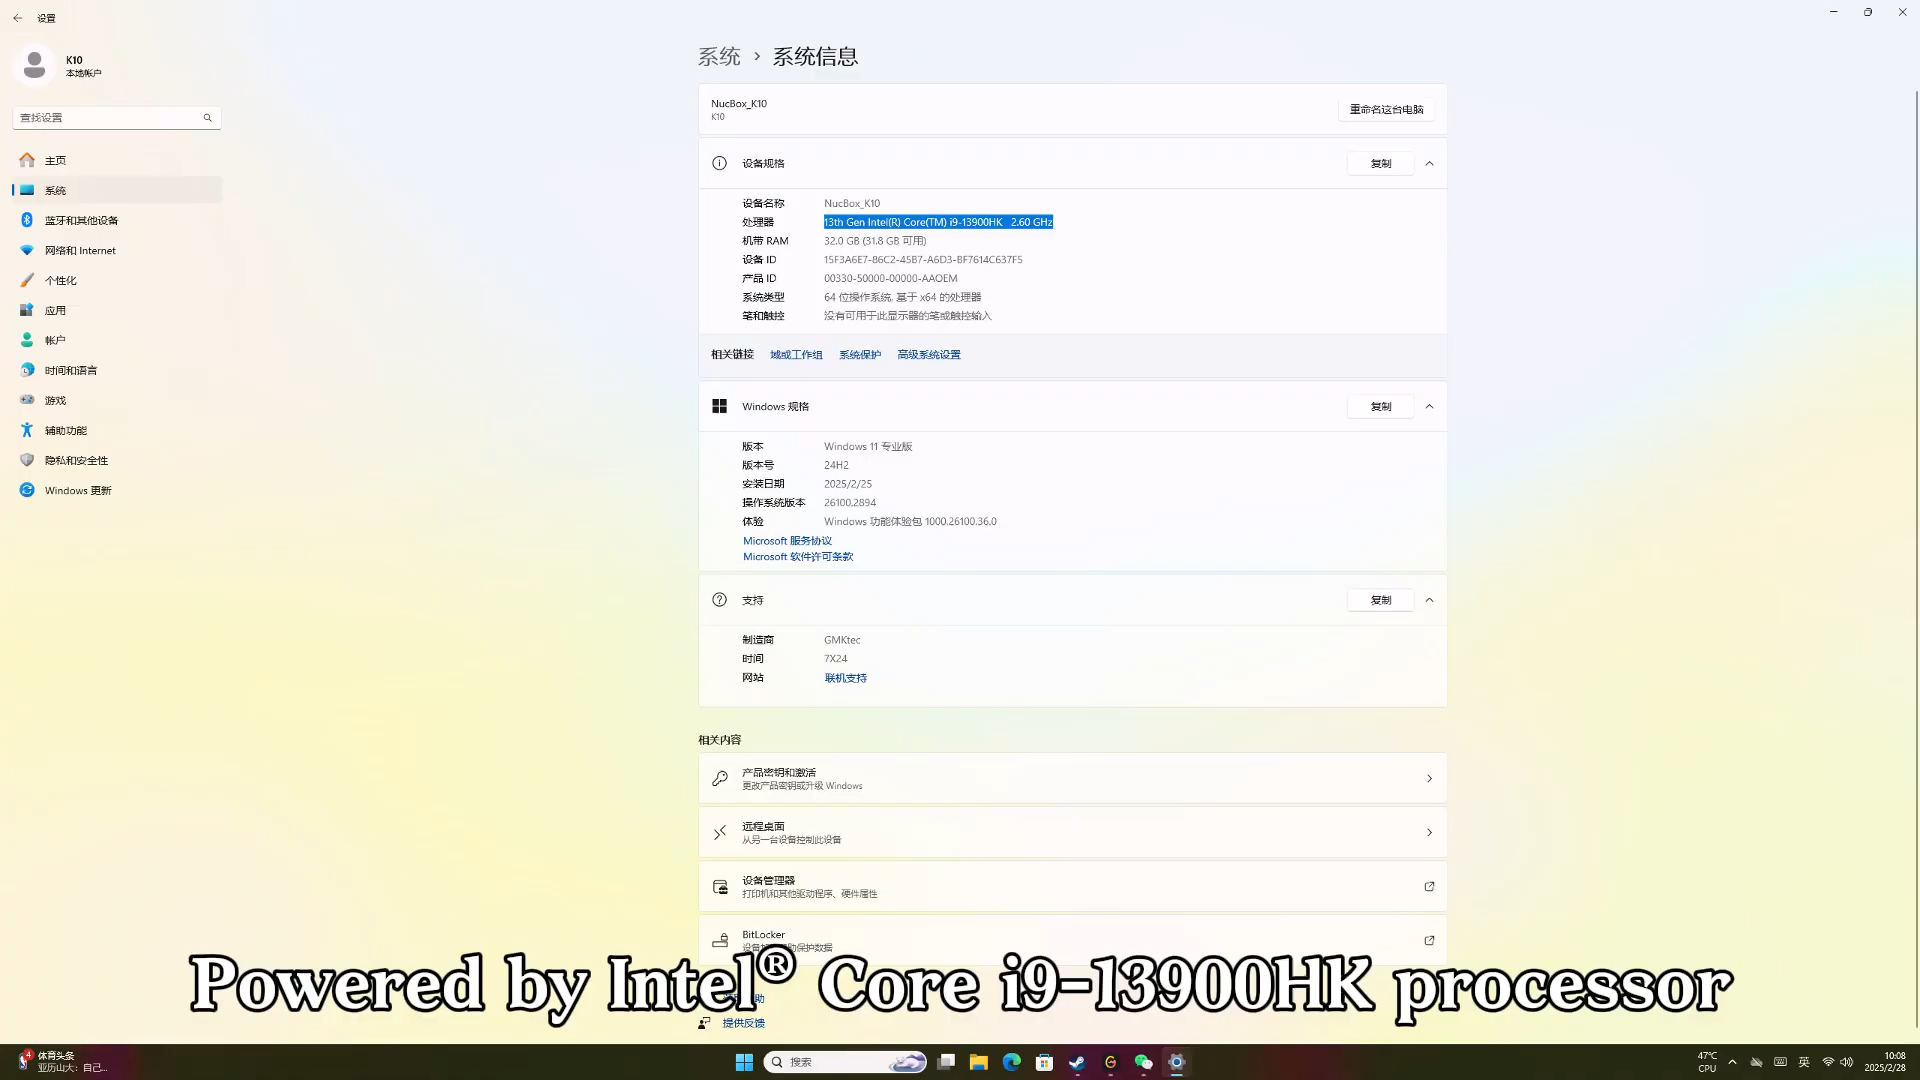 设置
K10
本地帐户
查找设置
主页
系统
蓝牙和其他设备
网络和 Internet
个性化
应用
帐户
时间和语言
游戏
辅助功能
隐私和安全性
Windows 更新
系统 › 系统信息
NucBox_K10
K10
重命名这台电脑
设备规格
复制
设备名称 NucBox_K10
处理器 13th Gen Intel(R) Core(TM) i9-13900HK 2.60 GHz
机带 RAM 32.0 GB (31.8 GB 可用)
设备 ID 15F3A6E7-86C2-45B7-A6D3-BF7614C637F5
产品 ID 00330-50000-00000-AAOEM
系统类型 64 位操作系统, 基于 x64 的处理器
笔和触控 没有可用于此显示器的笔或触控输入
相关链接 域或工作组 系统保护 高级系统设置
Windows 规格
复制
版本 Windows 11 专业版
版本号 24H2
安装日期 2025/2/25
操作系统版本 26100.2894
体验 Windows 功能体验包 1000.26100.36.0
Microsoft 服务协议
Microsoft 软件许可条款
支持
复制
制造商 GMKtec
时间 7X24
网站 联机支持
相关内容
产品密钥和激活
更改产品密钥或升级 Windows
远程桌面
从另一台设备控制此设备
设备管理器
打印机和其他驱动程序、硬件属性
BitLocker
Powered by Intel® Core i9-13900HK processor
提供反馈
4
体育头条
亚历山大: 自己...
搜索
47°C
CPU
英
10:08
2025/2/28